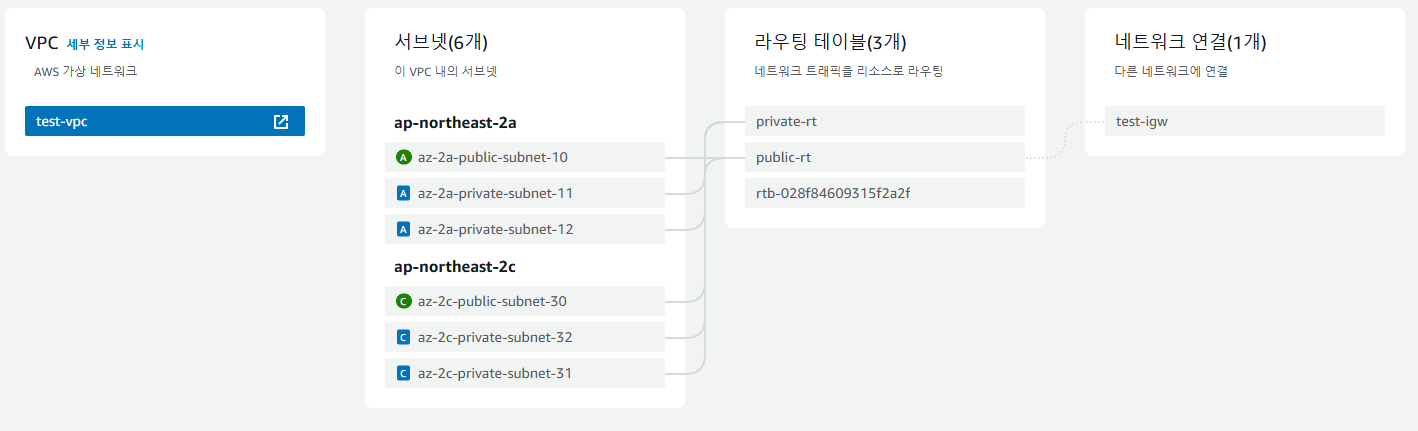 VPC 세부 정보 표시
AWS 가상 네트워크
test-vpc
서브넷(6개)
이 VPC 내의 서브넷
ap-northeast-2a
A az-2a-public-subnet-10
A az-2a-private-subnet-11
A az-2a-private-subnet-12
ap-northeast-2c
C az-2c-public-subnet-30
C az-2c-private-subnet-32
C az-2c-private-subnet-31
라우팅 테이블(3개)
네트워크 트래픽을 리소스로 라우팅
private-rt
public-rt
rtb-028f84609315f2a2f
네트워크 연결(1개)
다른 네트워크에 연결
test-igw